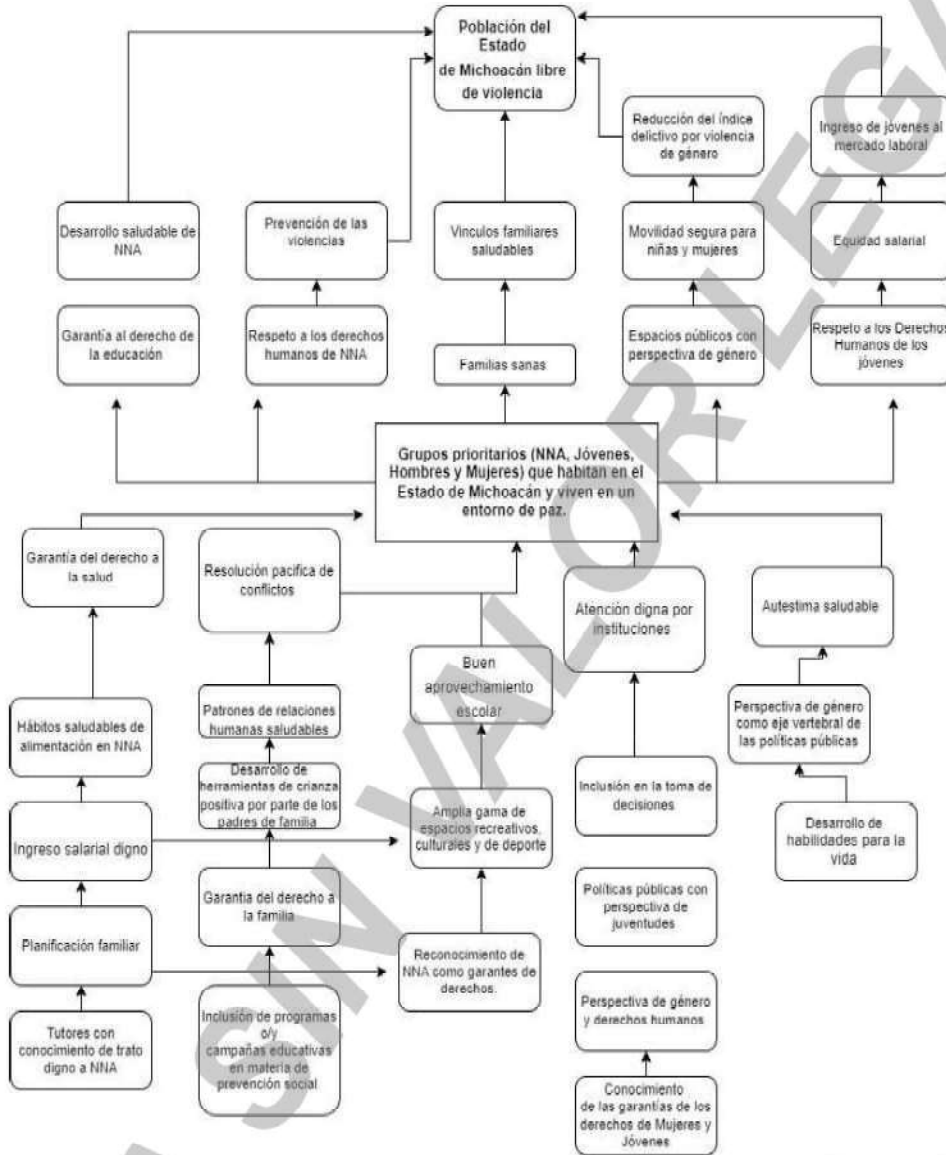 Población del
Estado
de Michoacán libre
de violencia
Reducción del índice
delictivo por violencia
de género
Ingreso de jóvenes al
mercado laboral
Desarrollo saludable de
NNA
Prevención de las
violencias
Vinculos familiares
saludables
Movilidad segura para
niñas y mujeres
Equidad salarial
Garantía al derecho de
la educación
Respeto a los derechos
humanos de NNA
Familias sanas
Espacios públicos con
perspectiva de género
Respeto a los Derechos
Humanos de los
jóvenes
Grupos prioritarios (NNA, Jóvenes,
Hombres y Mujeres) que habitan en el
Estado de Michoacán y viven en un
entorno de paz.
Garantía del derecho a
la salud
Resolución pacifica de
conflictos
Atención digna por
instituciones
Autestima saludable
Buen
aprovechamiento
escolar
Hábitos saludables de
alimentación en NNA
Patrones de relaciones
humanas saludables
Perspectiva de género
como eje vertebral de
las políticas públicas
Desarrollo de
herramientas de crianza
positiva por parte de los
padres de familia
Inclusión en la toma de
decisiones
Ingreso salarial digno
Amplia gama de
espacios recreativos,
culturales y de deporte
Desarrollo de
habilidades para la
vida
Garantia del derecho a
la familia
Políticas públicas con
perspectiva de
juventudes
Planificación familiar
Reconocimiento de
NNA como garantes de
derechos.
Inclusión de programas
o/y
campañas educativas
en materia de
prevención social
Perspectiva de género
y derechos humanos
Tutores con
conocimiento de trato
digno a NNA
Conocimiento
de las garantías de los
derechos de Mujeres y
Jóvenes
SIN VALOR LEGA